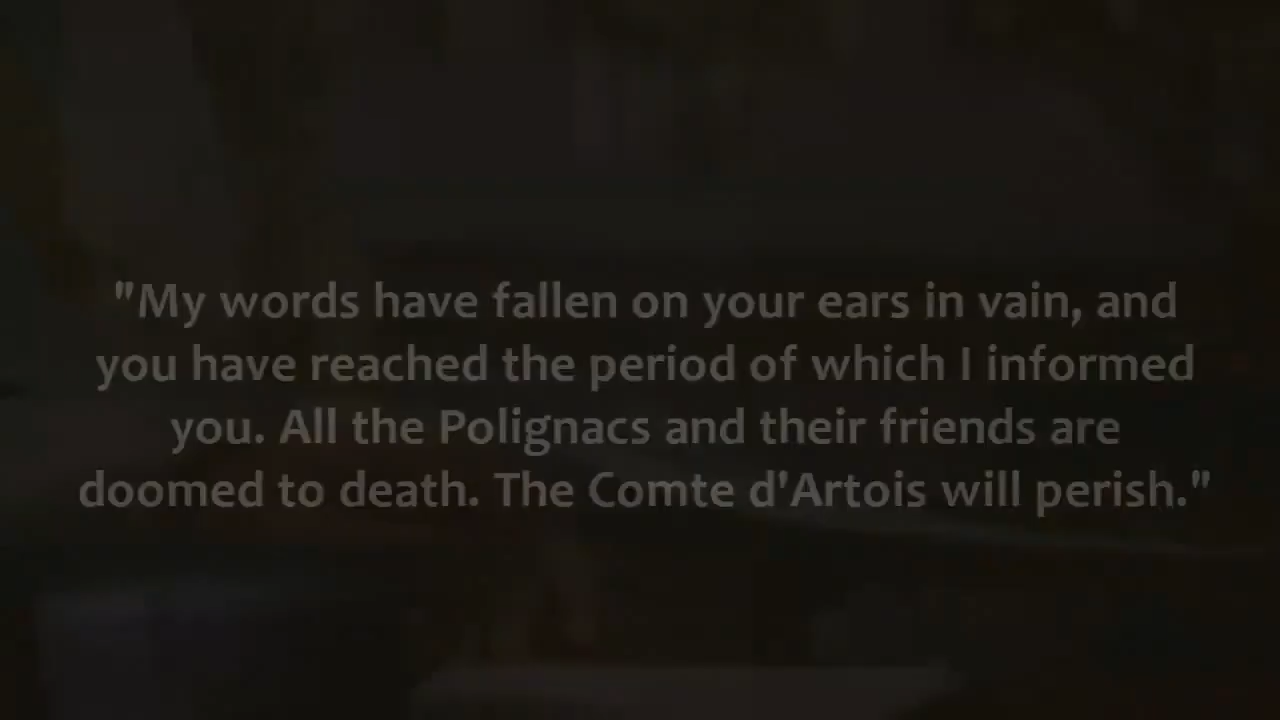 "My words have fallen on your ears in vain, and
you have reached the period of which I informed
you. All the Polignacs and their friends are
doomed to death. The Comte d'Artois will perish."